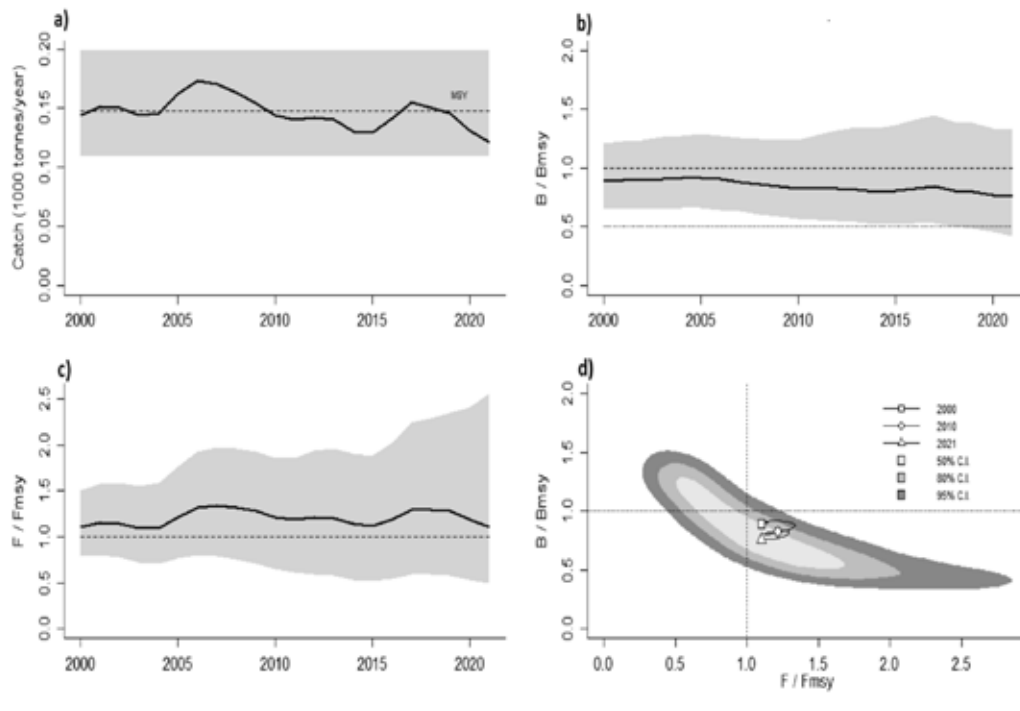 a)
Catch (1000 tonnes/year)
0.00 0.05 0.10 0.15 0.20
MSY
2000 2005 2010 2015 2020
b)
B / Bmsy
0.0 0.5 1.0 1.5 2.0
2000 2005 2010 2015 2020
c)
F / Fmsy
0.0 0.5 1.0 1.5 2.0 2.5
2000 2005 2010 2015 2020
d)
B / Bmsy
0.0 0.5 1.0 1.5 2.0
2000
2010
2021
50% C.I.
80% C.I.
95% C.I.
0.0 0.5 1.0 1.5 2.0 2.5
F / Fmsy